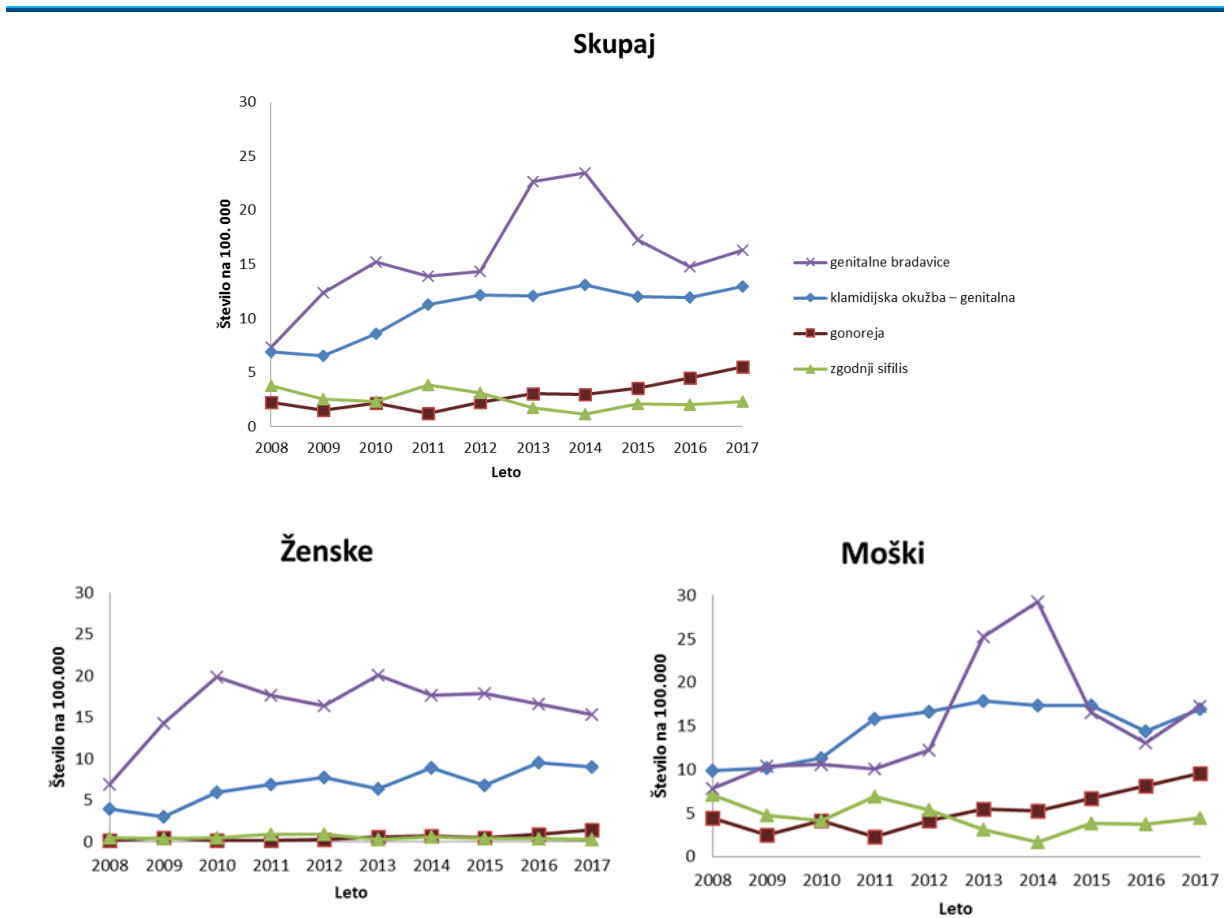 Skupaj
30
25
20
15
10
5
0
Število na 100. 000
2008 2009 2010 2011 2012 2013 2014 2015 2016 2017
Leto
genitalne bradavice
klamidijska okužba – genitalna
gonoreja
zgodnji sifilis
Ženske
30
25
20
15
10
5
0
Število na 100.000
2008 2009 2010 2011 2012 2013 2014 2015 2016 2017
Leto
Moški
30
25
20
15
10
5
0
Število na 100.000
2008 2009 2010 2011 2012 2013 2014 2015 2016 2017
Leto